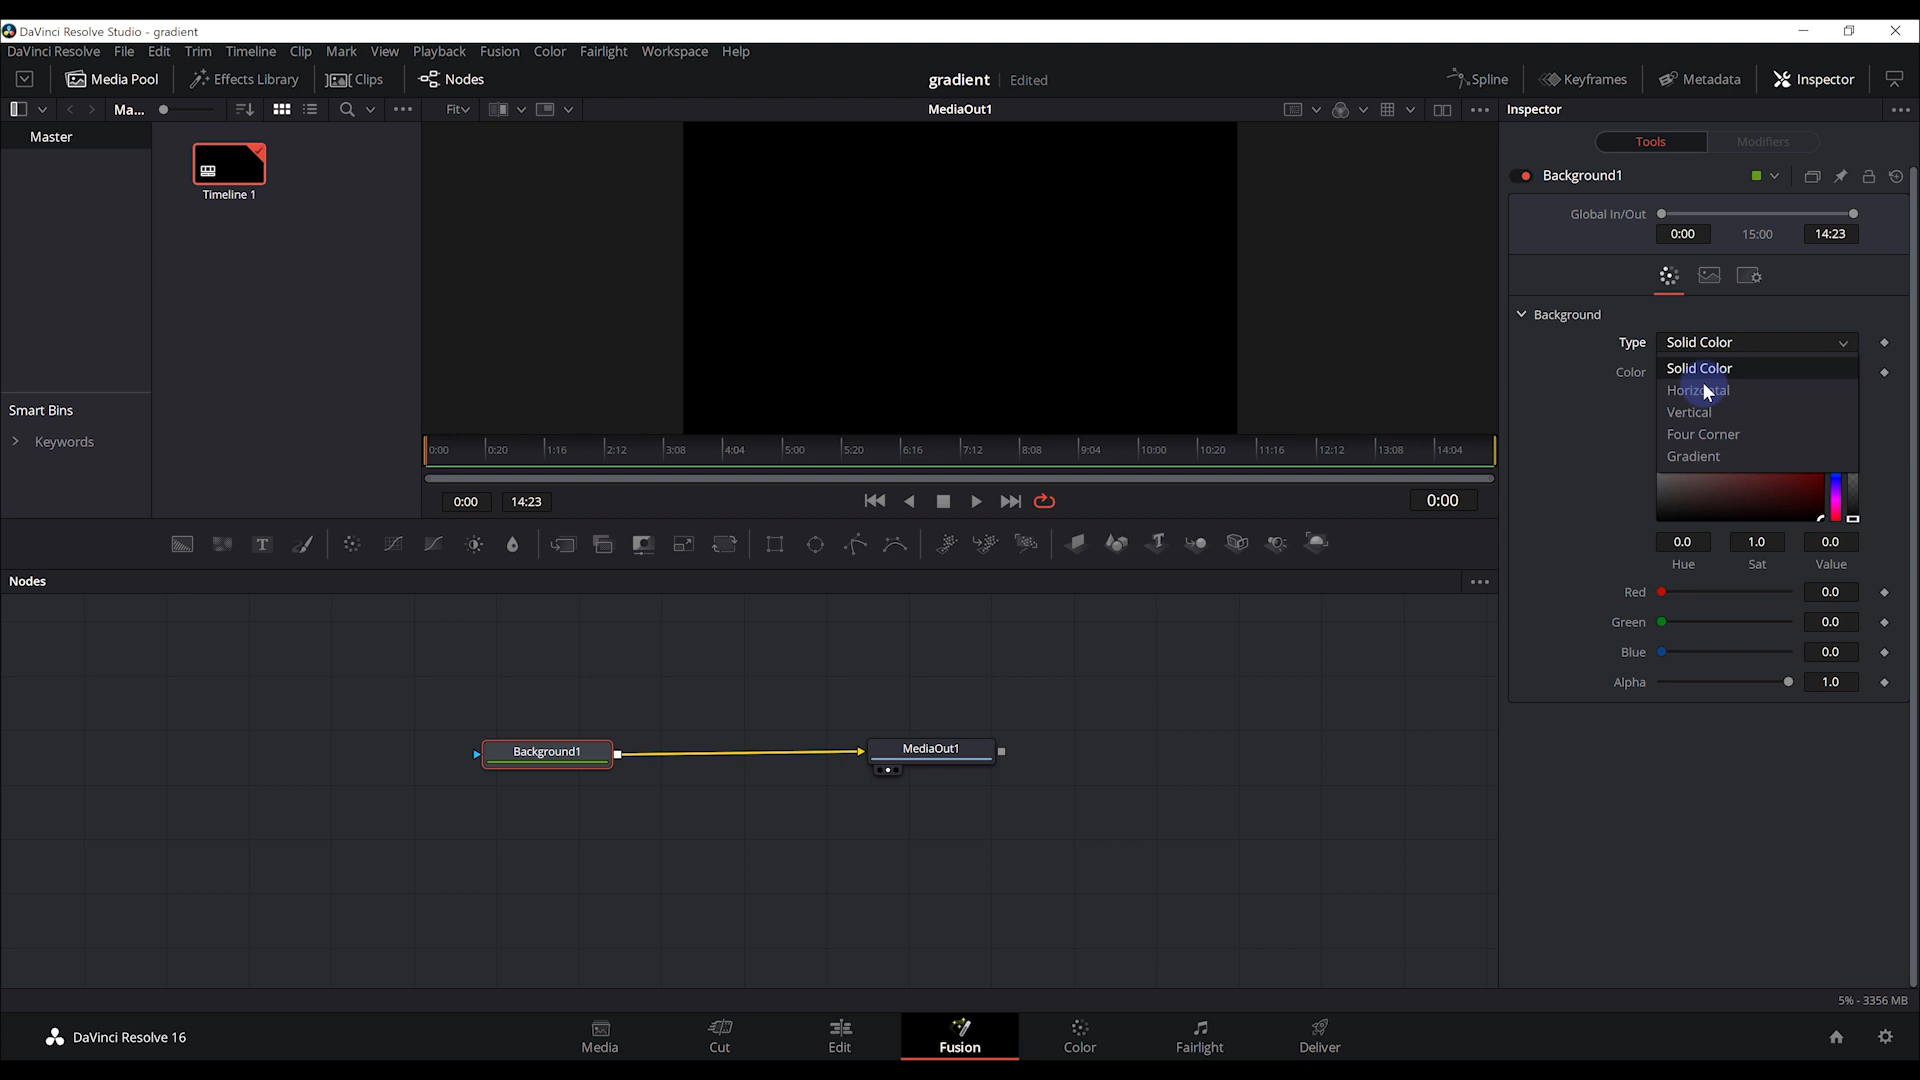 DaVinci Resolve Studio - gradient
DaVinci Resolve File Edit Trim Timeline Clip Mark View Playback Fusion Color Fairlight Workspace Help
Media Pool Effects Library Clips Nodes gradient Edited Spline Keyframes Metadata Inspector
Ma... Fit MediaOut1 Inspector
Master
Timeline 1
Tools Modifiers
Background1
Global In/Out
0:00 15:00 14:23
Background
Type Solid Color
Color
Solid Color
Horizontal
Vertical
Four Corner
Gradient
Smart Bins
Keywords
0:00 0:20 1:16 2:12 3:08 4:04 5:00 5:20 6:16 7:12 8:08 9:04 10:00 10:20 11:16 12:12 13:08 14:04
0:00 14:23 0:00
T
0.0 1.0 0.0
Hue Sat Value
Red 0.0
Green 0.0
Blue 0.0
Alpha 1.0
Nodes
Background1 MediaOut1
5% - 3356 MB
DaVinci Resolve 16
Media Cut Edit Fusion Color Fairlight Deliver